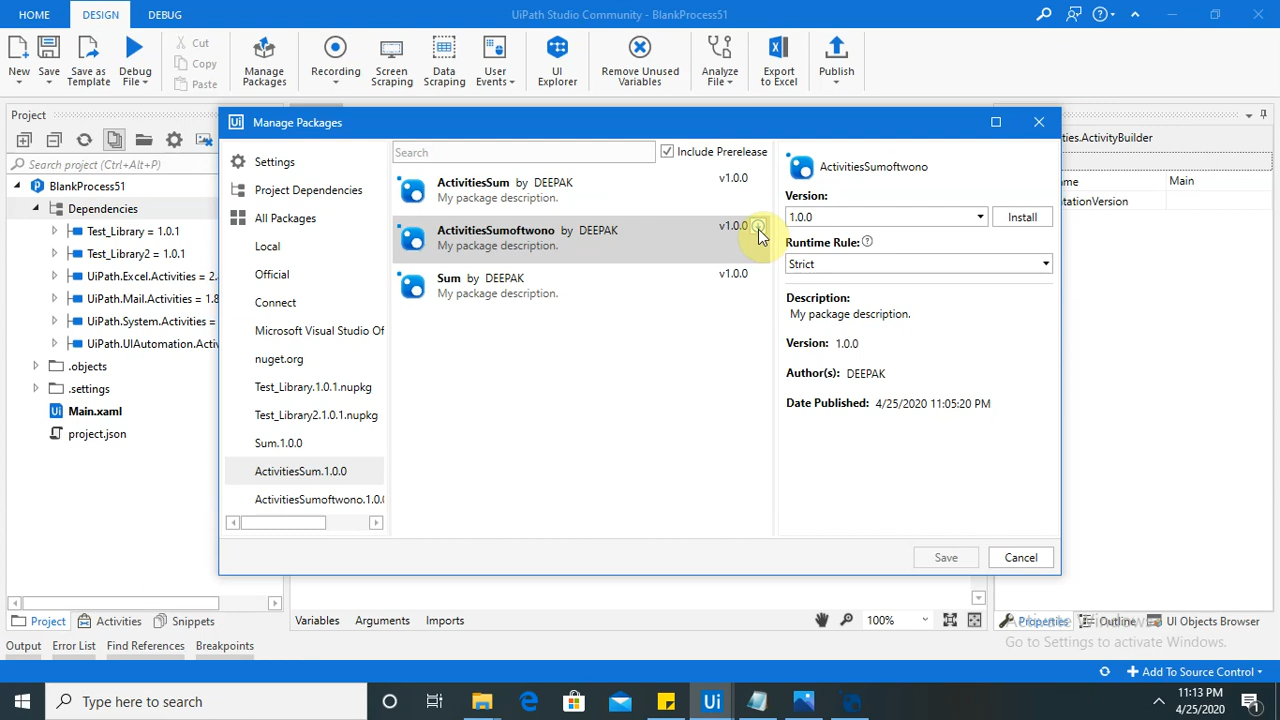 HOME
DESIGN
DEBUG
UiPath Studio Community - BlankProcess51
New
Save
Save as Template
Debug File
Cut
Copy
Paste
Manage Packages
Recording
Screen Scraping
Data Scraping
User Events
UI Explorer
Remove Unused Variables
Analyze File
Export to Excel
Publish
Project
Search project (Ctrl+Alt+P)
BlankProcess51
Dependencies
Test_Library = 1.0.1
Test_Library2 = 1.0.1
UiPath.Excel.Activities = 2.
UiPath.Mail.Activities = 1.8
UiPath.System.Activities =
UiPath.UIAutomation.Activ
.objects
.settings
Main.xaml
project.json
Ui Manage Packages
Settings
Project Dependencies
All Packages
Local
Official
Connect
Microsoft Visual Studio Of
nuget.org
Test_Library.1.0.1.nupkg
Test_Library2.1.0.1.nupkg
Sum.1.0.0
ActivitiesSum.1.0.0
ActivitiesSumoftwono.1.0.0
Search
Include Prerelease
ActivitiesSum by DEEPAK v1.0.0
My package description.
ActivitiesSumoftwono by DEEPAK v1.0.0
My package description.
Sum by DEEPAK v1.0.0
My package description.
ActivitiesSumoftwono
Version:
1.0.0
Install
Runtime Rule:
Strict
Description:
My package description.
Version: 1.0.0
Author(s): DEEPAK
Date Published: 4/25/2020 11:05:20 PM
Save
Cancel
ties.ActivityBuilder
me
Main
tationVersion
Project
Activities
Snippets
Variables
Arguments
Imports
100%
Properties
Outline
UI Objects Browser
Activate Windows
Go to Settings to activate Windows.
Output
Error List
Find References
Breakpoints
Add To Source Control
Type here to search
11:13 PM
4/25/2020